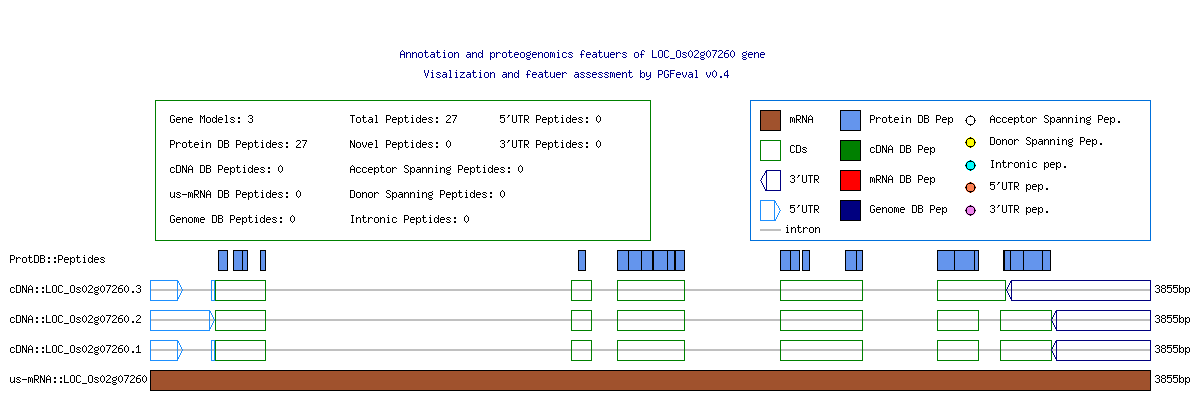 Annotation and proteogenomics featuers of LOC_Os02g07260 gene
Visalization and featuer assessment by PGFeval v0.4
Gene Models: 3 Total Peptides: 27 5'UTR Peptides: 0
Protein DB Peptides: 27 Novel Peptides: 0 3'UTR Peptides: 0
cDNA DB Peptides: 0 Acceptor Spanning Peptides: 0
us-mRNA DB Peptides: 0 Donor Spanning Peptides: 0
Genome DB Peptides: 0 Intronic Peptides: 0
mRNA Protein DB Pep Acceptor Spanning Pep.
CDs cDNA DB Pep Donor Spanning Pep.
3'UTR mRNA DB Pep Intronic pep.
5'UTR Genome DB Pep 5'UTR pep.
intron 3'UTR pep.
ProtDB::Peptides
cDNA::LOC_Os02g07260.3 3855bp
cDNA::LOC_Os02g07260.2 3855bp
cDNA::LOC_Os02g07260.1 3855bp
us-mRNA::LOC_Os02g07260 3855bp